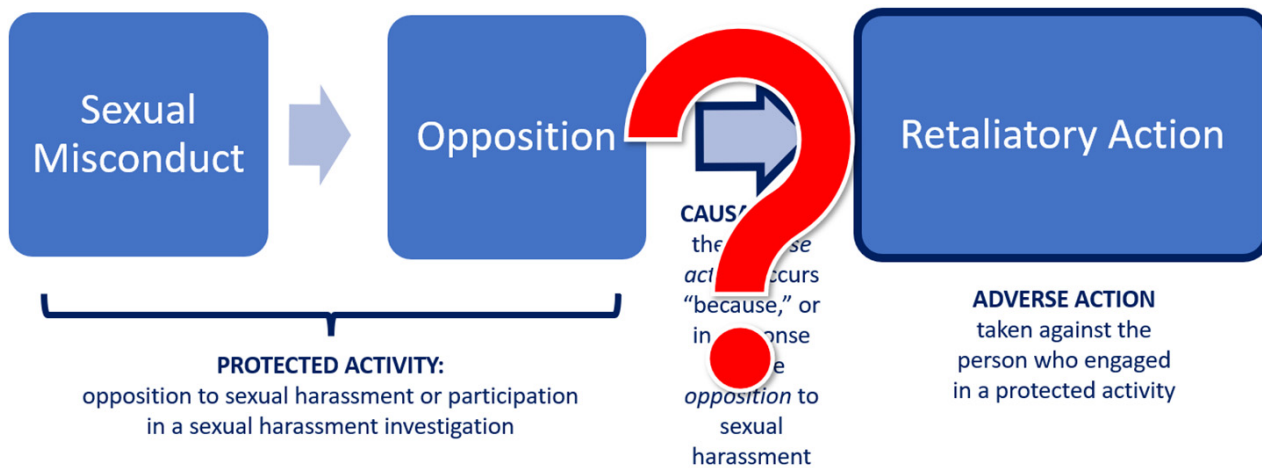 Sexual
Misconduct
Opposition
Retaliatory Action
PROTECTED ACTIVITY:
opposition to sexual harassment or participation
in a sexual harassment investigation
CAUSA
the se
act ccurs
“because,” or
in onse
e
opposition to
sexual
harassment
ADVERSE ACTION
taken against the
person who engaged
in a protected activity
?